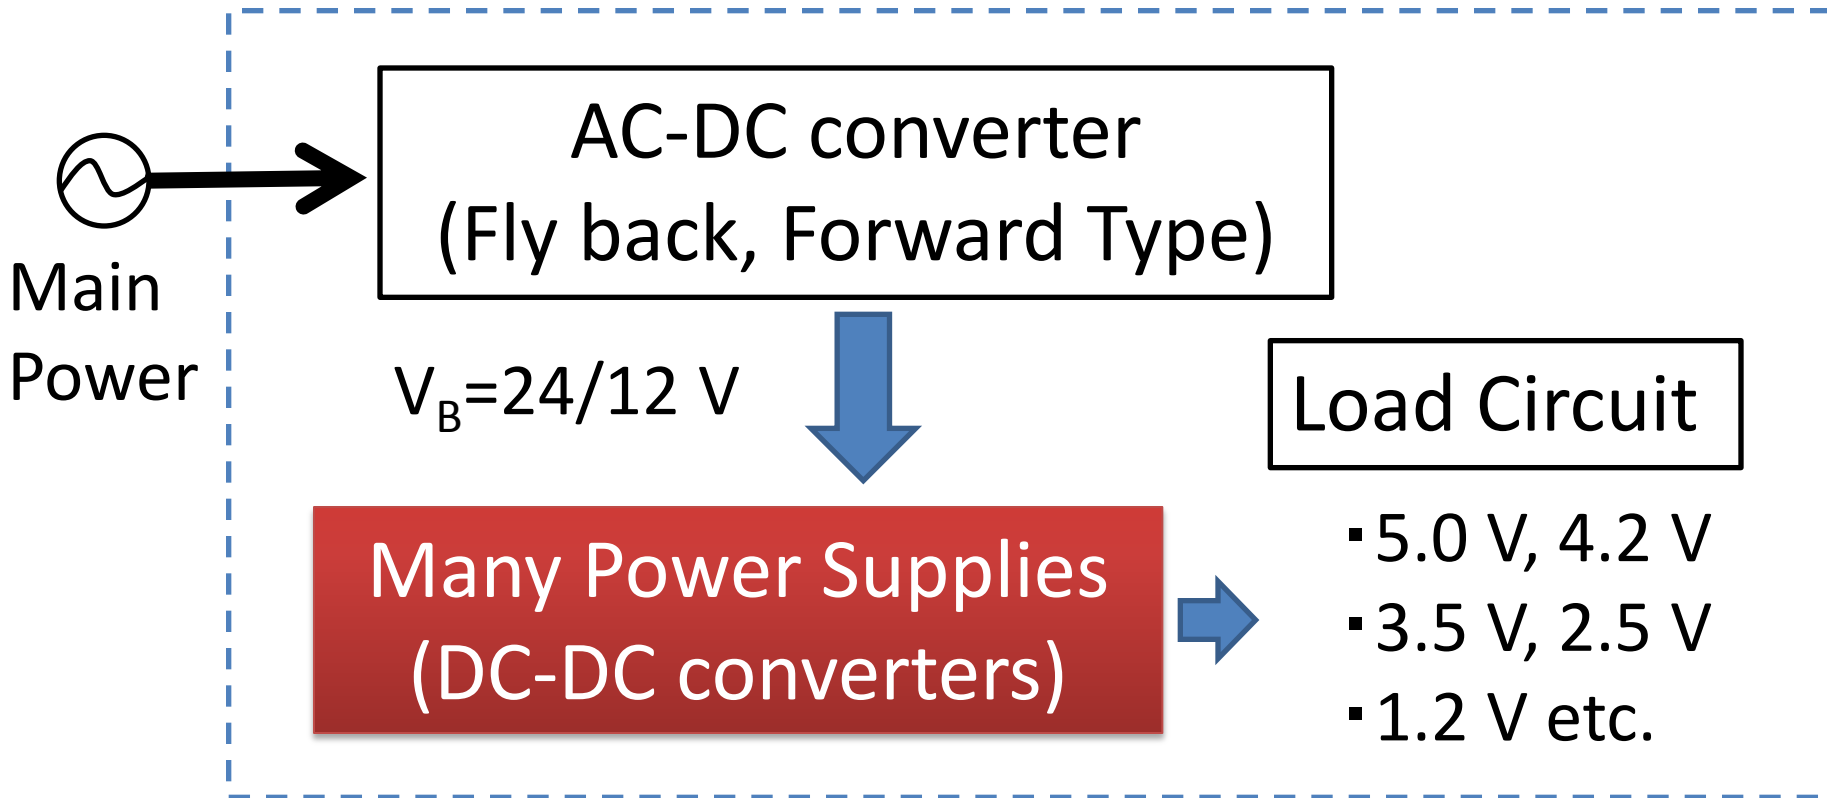 AC-DC converter
(Fly back, Forward Type)
Main
Power
V_B=24/12 V
Load Circuit
Many Power Supplies
(DC-DC converters)
▪5.0 V, 4.2 V
▪3.5 V, 2.5 V
▪1.2 V etc.